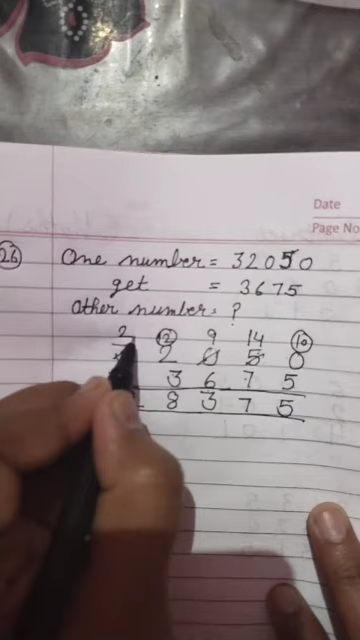 Date
Page No
26 One number = 32050
get = 3675
Other number = ?
2 12 9 14 10
2 0 5 0
3 6 7 5
8 3 7 5